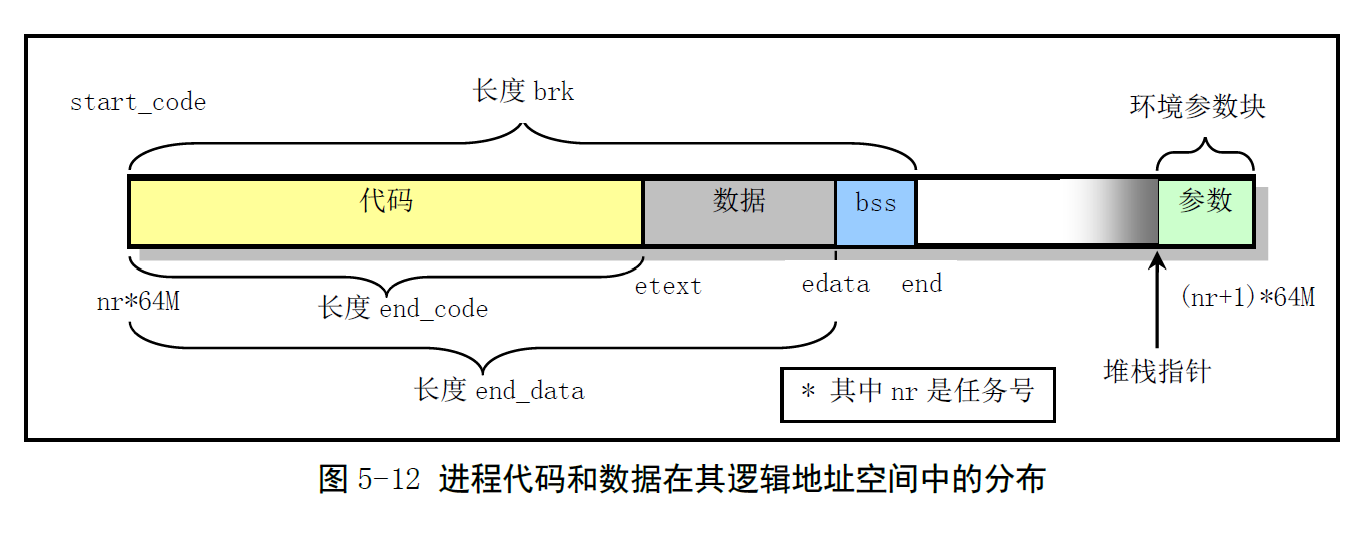 长度 brk
start_code
环境参数块
代码
数据
bss
参数
etext
edata
end
nr*64M
长度 end_code
(nr+1)*64M
堆栈指针
长度 end_data
* 其中 nr 是任务号
图 5-12 进程代码和数据在其逻辑地址空间中的分布